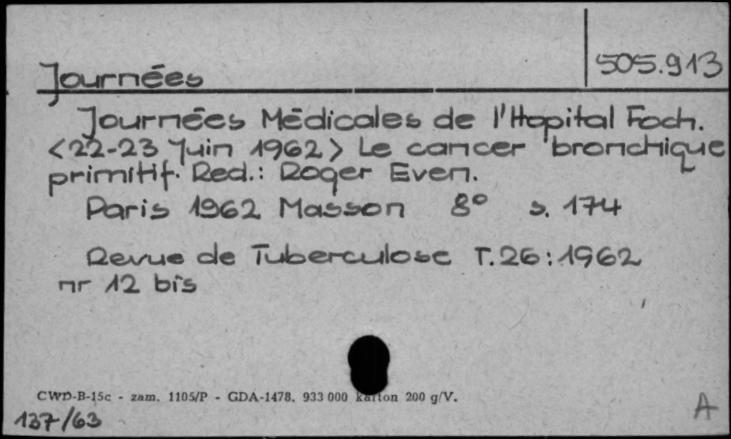 505.913
Journées
Journées Médicales de l'Hopital Foch.
<22-23 Juin 1962> Le cancer bronchique
primitif. Red.: Roger Even.
Paris 1962 Masson 8° s. 174
Revue de Tuberculose T.26:1962
nr 12 bis
CWD-B-15c - zam. 1105/P - GDA-1478. 933 000 karton 200 g/V.
137/63
A